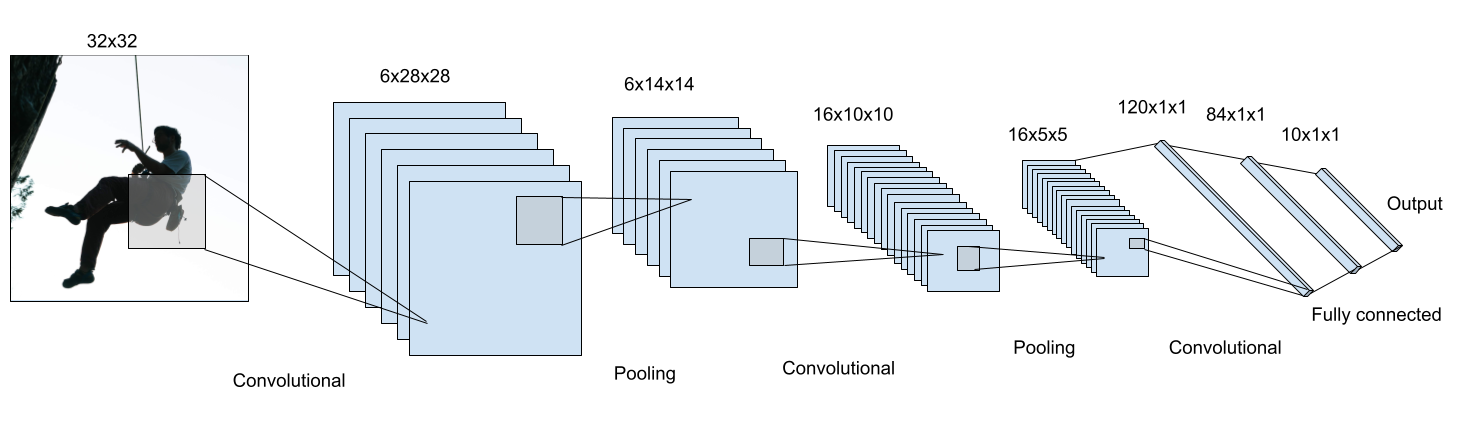 32x32
6x28x28
6x14x14
16x10x10
16x5x5
120x1x1
84x1x1
10x1x1
Output
Fully connected
Convolutional
Pooling
Convolutional
Pooling
Convolutional